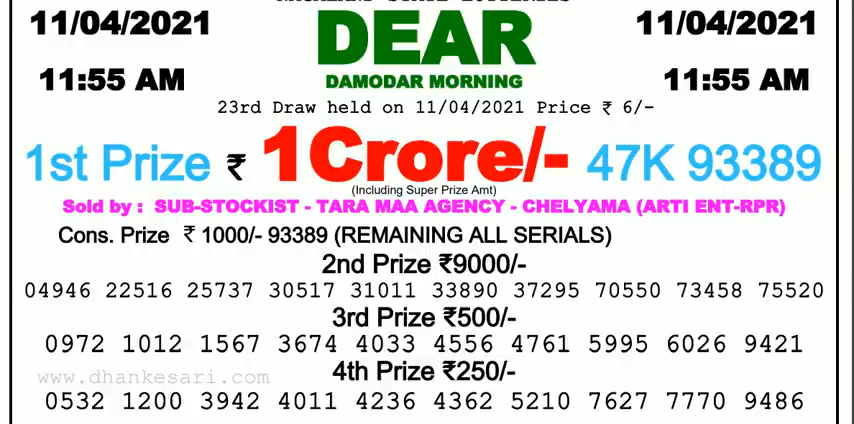 11/04/2021 DEAR 11/04/2021
11:55 AM DAMODAR MORNING 11:55 AM
23rd Draw held on 11/04/2021 Price ₹ 6/-
1st Prize ₹ 1Crore/- 47K 93389
(Including Super Prize Amt)
Sold by : SUB-STOCKIST - TARA MAA AGENCY - CHELYAMA (ARTI ENT-RPR)
Cons. Prize ₹ 1000/- 93389 (REMAINING ALL SERIALS)
2nd Prize ₹9000/-
04946 22516 25737 30517 31011 33890 37295 70550 73458 75520
3rd Prize ₹500/-
0972 1012 1567 3674 4033 4556 4761 5995 6026 9421
www.dhankesari.com 4th Prize ₹250/-
0532 1200 3942 4011 4236 4362 5210 7627 7770 9486